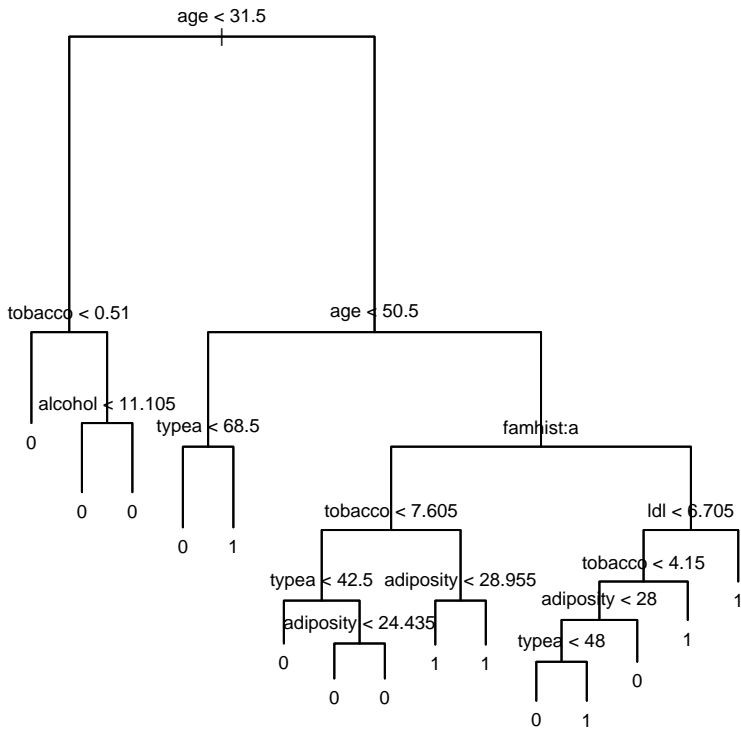 age < 31.5
tobacco < 0.51
age < 50.5
alcohol < 11.105
typea < 68.5
famhist:a
0
0
0
0
1
tobacco < 7.605
ldl < 6.705
typea < 42.5
adiposity < 28.955
tobacco < 4.15
adiposity < 24.435
adiposity < 28
1
typea < 48
0
1
1
1
0
0
0
0
1